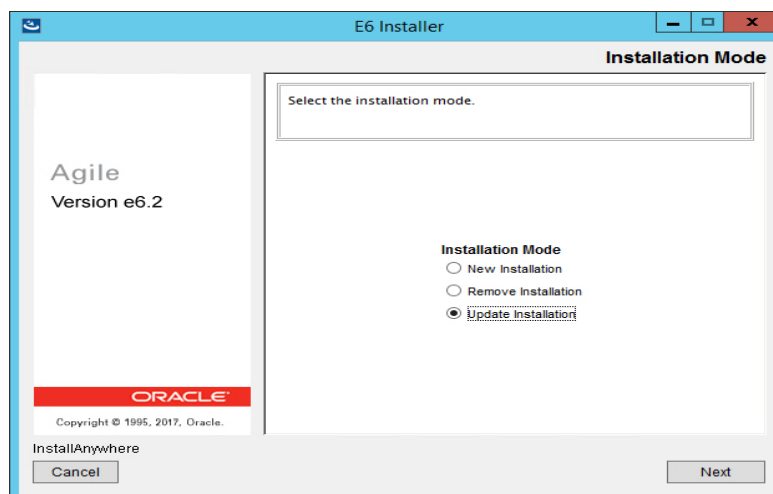 E6 Installer
Installation Mode
Select the installation mode.
Agile
Version e6.2
Installation Mode
New Installation
Remove Installation
Update Installation
ORACLE
Copyright © 1995, 2017, Oracle.
InstallAnywhere
Cancel
Next